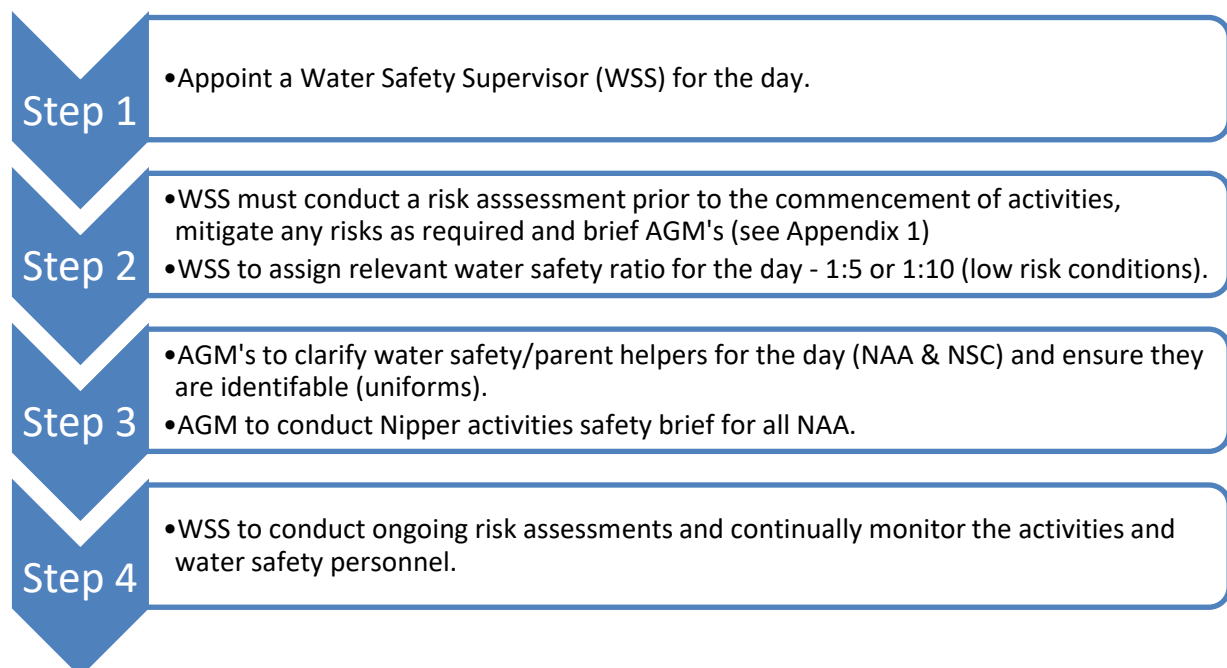 Step 1
•Appoint a Water Safety Supervisor (WSS) for the day.
Step 2
•WSS must conduct a risk asssessment prior to the commencement of activities,
mitigate any risks as required and brief AGM's (see Appendix 1)
•WSS to assign relevant water safety ratio for the day - 1:5 or 1:10 (low risk conditions).
Step 3
•AGM's to clarify water safety/parent helpers for the day (NAA & NSC) and ensure they
are identifable (uniforms).
•AGM to conduct Nipper activities safety brief for all NAA.
Step 4
•WSS to conduct ongoing risk assessments and continually monitor the activities and
water safety personnel.